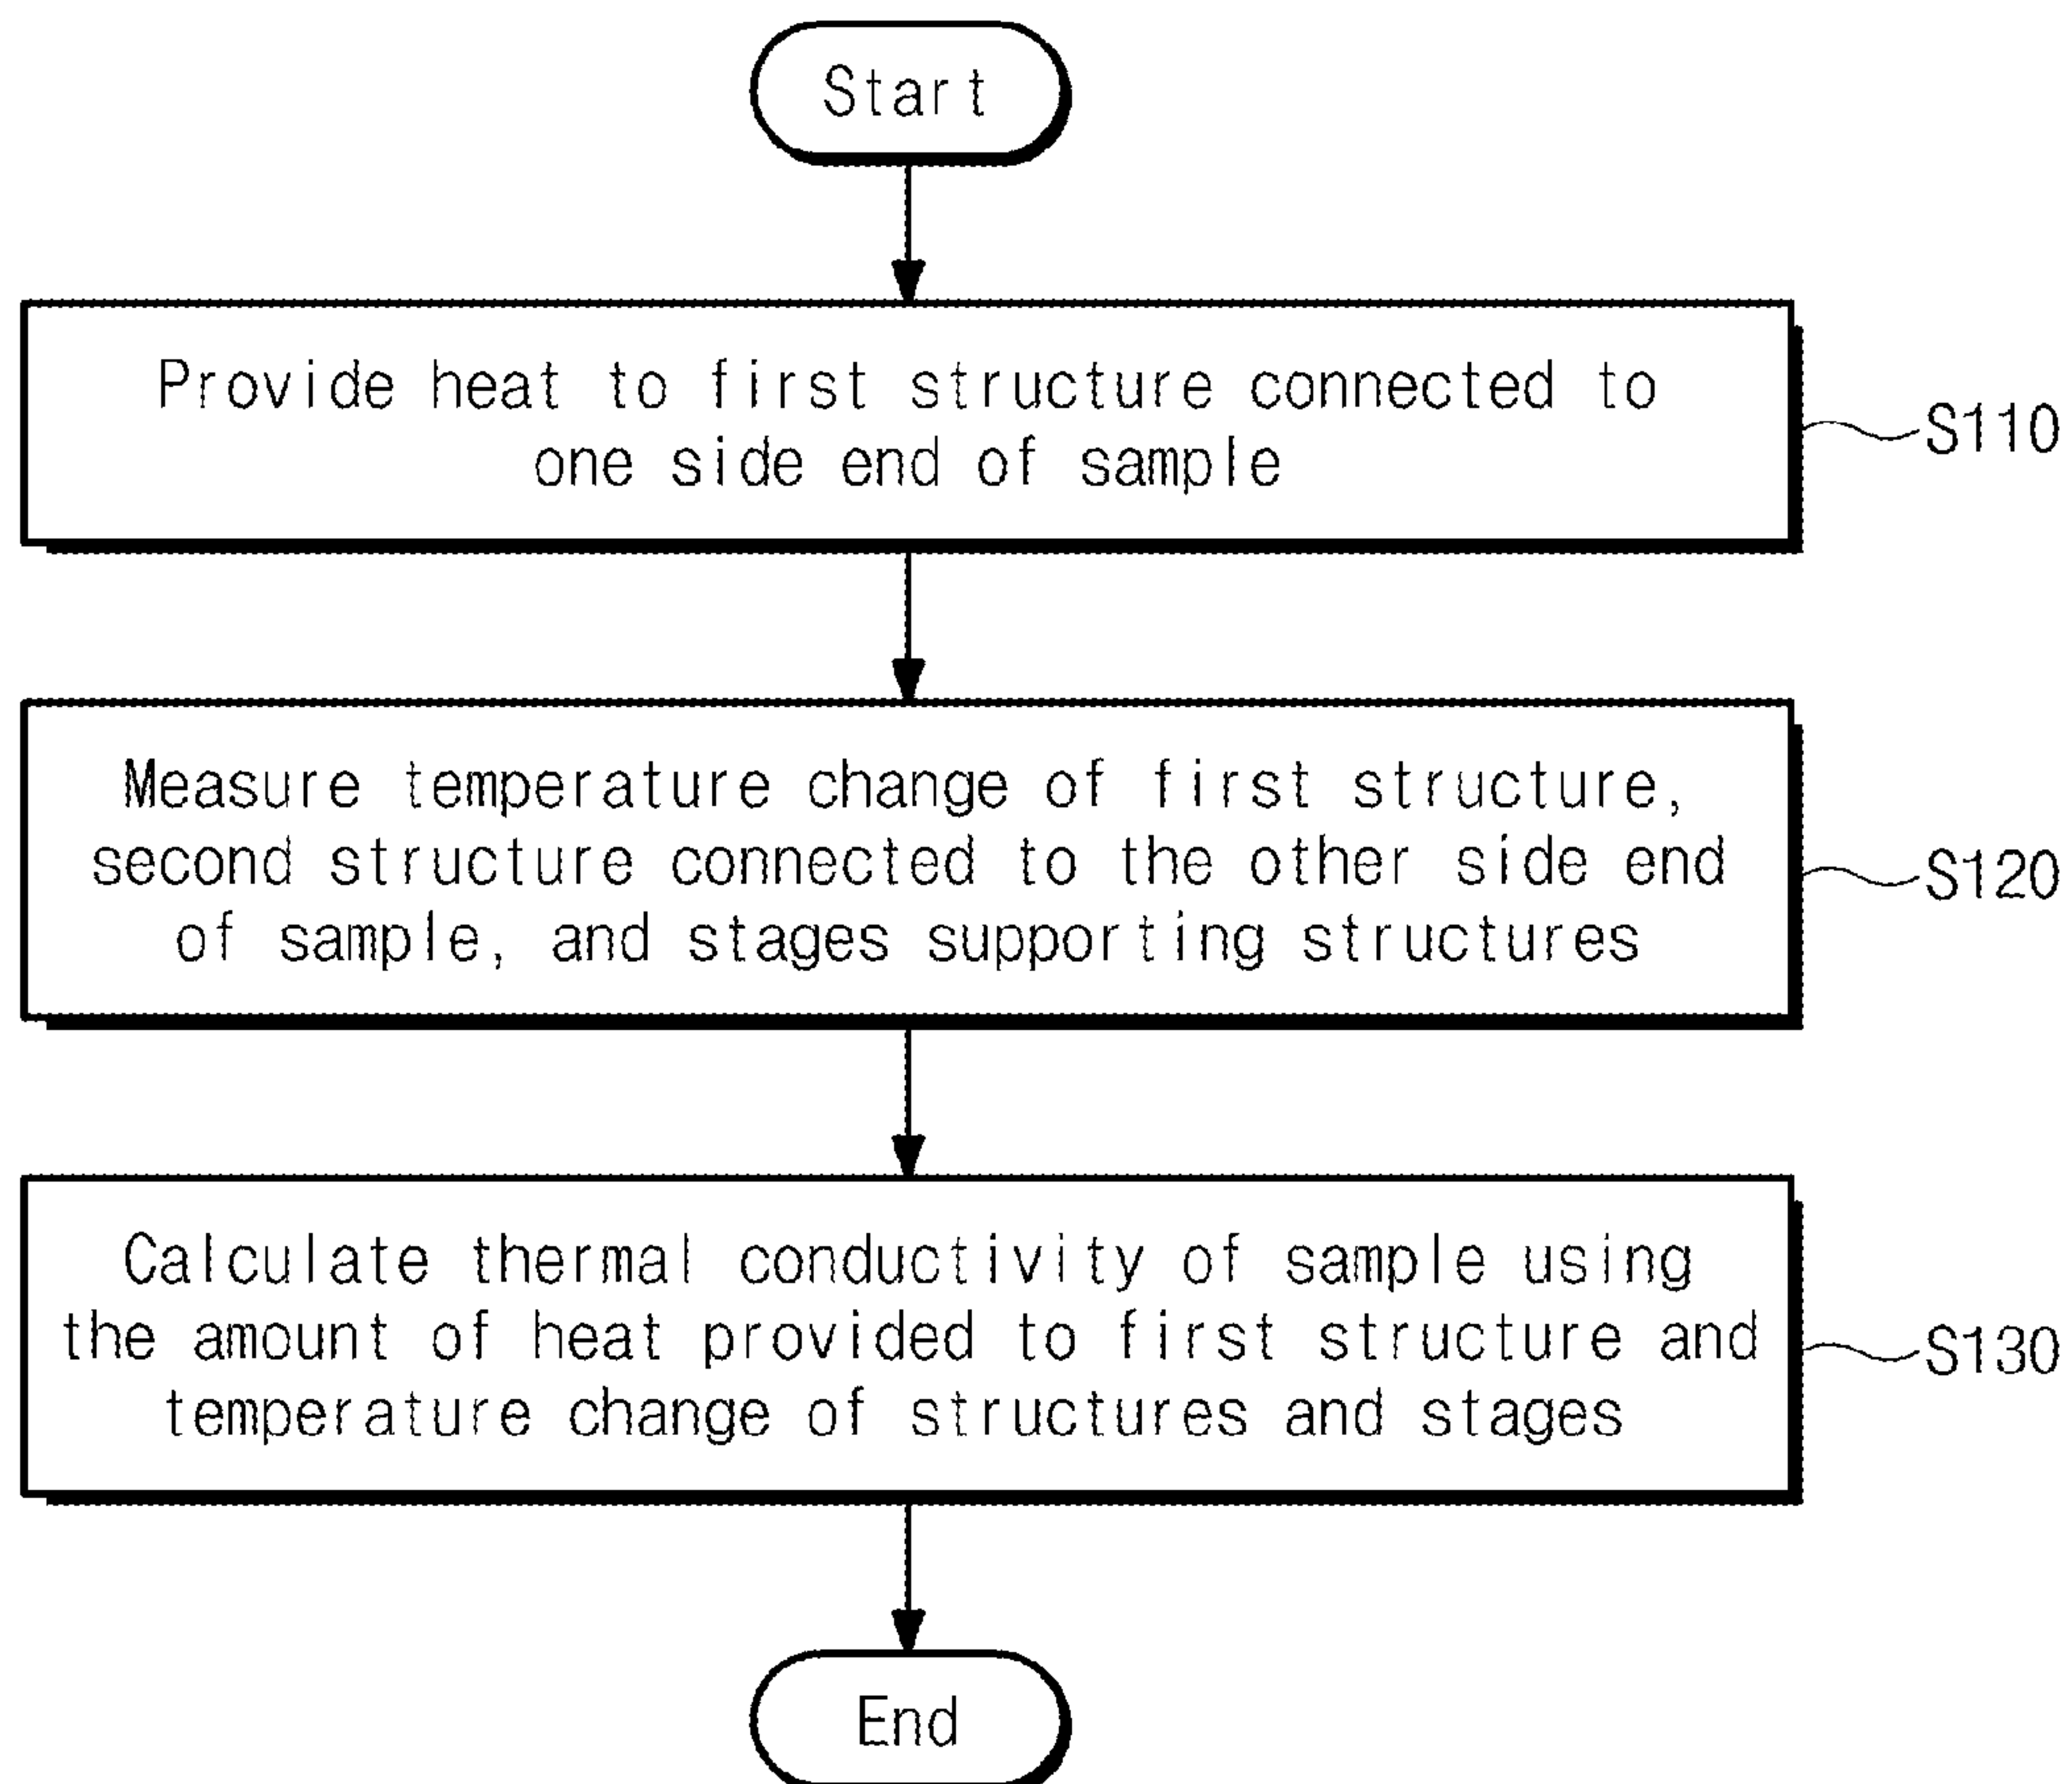 Start
Provide heat to first structure connected to
one side end of sample
S110
Measure temperature change of first structure,
second structure connected to the other side end
of sample, and stages supporting structures
S120
Calculate thermal conductivity of sample using
the amount of heat provided to first structure and
temperature change of structures and stages
S130
End